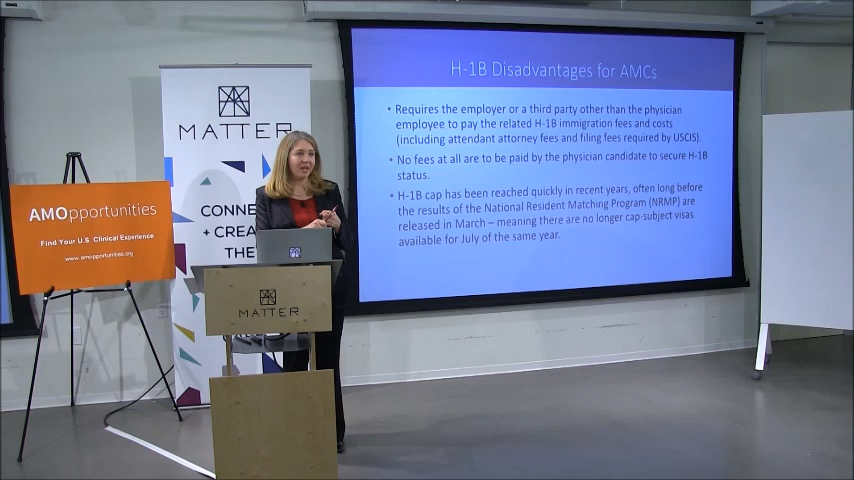 H-1B Disadvantages for AMCs
• Requires the employer or a third party other than the physician
employee to pay the related H-1B immigration fees and costs
(including attendant attorney fees and filing fees required by USCIS).
• No fees at all are to be paid by the physician candidate to secure H-1B
status.
• H-1B cap has been reached quickly in recent years, often long before
the results of the National Resident Matching Program (NRMP) are
released in March – meaning there are no longer cap-subject visas
available for July of the same year.
MATTER
CONNE
+ CREA
THE
AMOpportunities
Find Your U.S Clinical Experience
www.amopportunities.org
MATTER